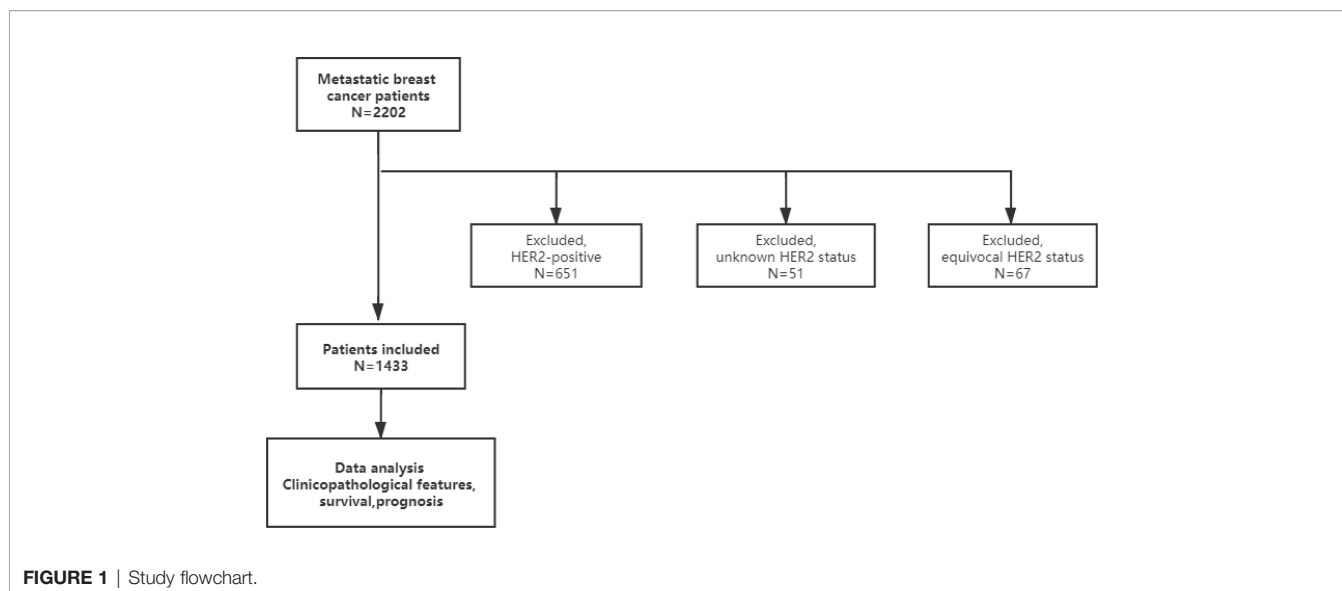 Metastatic breast
cancer patients
N=2202
Excluded,
HER2-positive
N=651
Excluded,
unknown HER2 status
N=51
Excluded,
equivocal HER2 status
N=67
Patients included
N=1433
Data analysis
Clinicopathological features,
survival,prognosis
FIGURE 1 | Study flowchart.